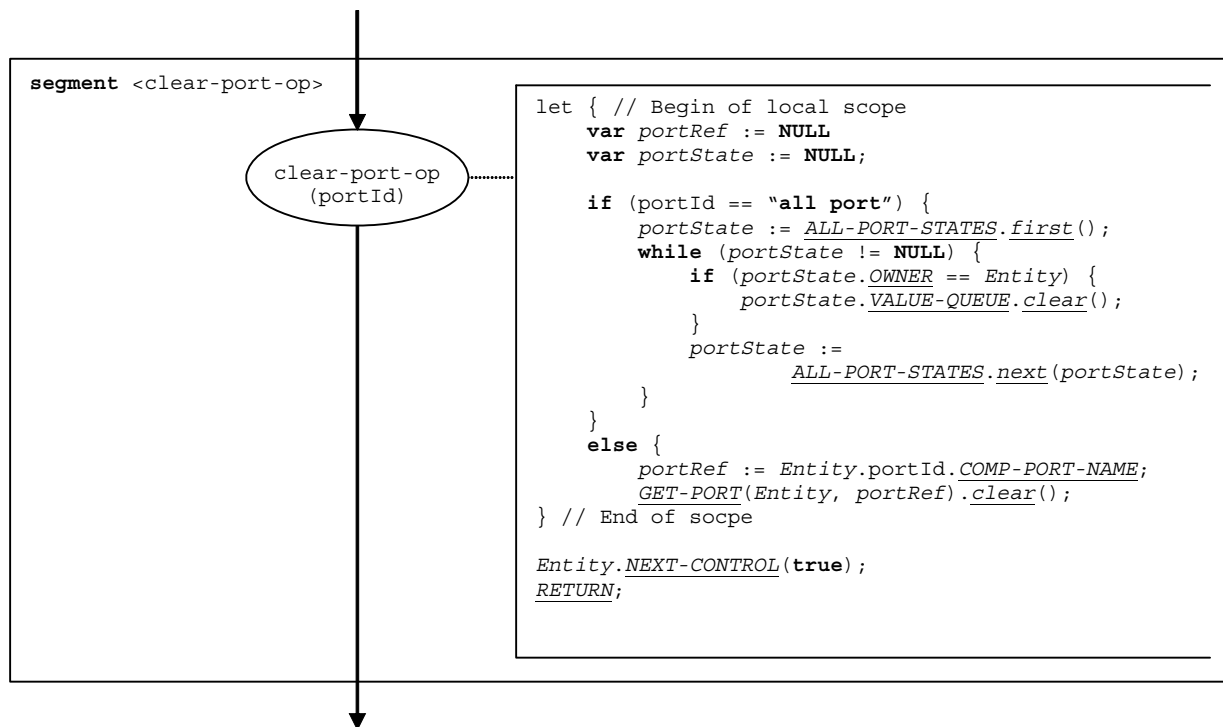 segment <clear-port-op>
clear-port-op
(portId)
let { // Begin of local scope
var portRef := NULL
var portState := NULL;
if (portId == “all port”) {
portState := ALL-PORT-STATES.first();
while (portState != NULL) {
if (portState.OWNER == Entity) {
portState.VALUE-QUEUE.clear();
}
portState :=
ALL-PORT-STATES.next(portState);
}
}
else {
portRef := Entity.portId.COMP-PORT-NAME;
GET-PORT(Entity, portRef).clear();
} // End of socpe
Entity.NEXT-CONTROL(true);
RETURN;